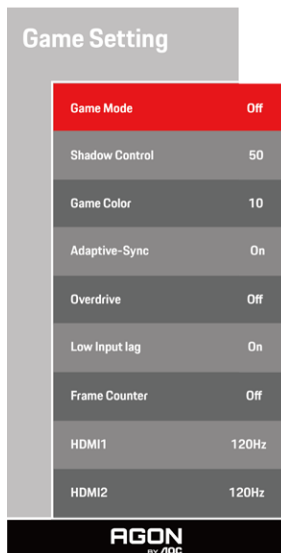 Game Setting
Game Mode Off
Shadow Control 50
Game Color 10
Adaptive-Sync On
Overdrive Off
Low Input lag On
Frame Counter Off
HDMI1 120Hz
HDMI2 120Hz
AGON
BY AOC